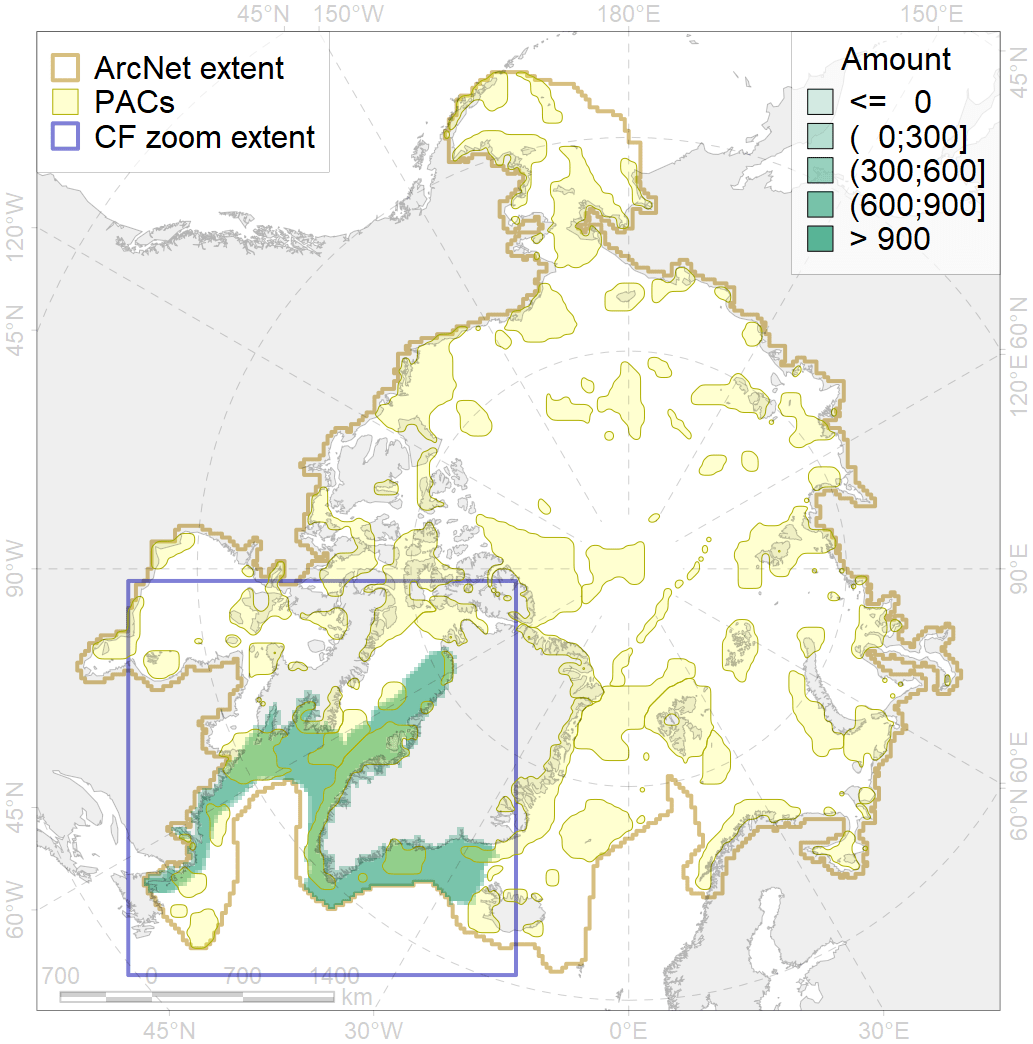 45°N 150°W 180°E 150°E
ArcNet extent
PACs
CF zoom extent
Amount
<= 0
( 0;300]
(300;600]
(600;900]
> 900
45°N
120°W
45°N
60°N
120°E
90°W
90°E
45°N
60°E
60°N
60°W
700 0 700 1400
km
45°N 30°W 0°E 30°E